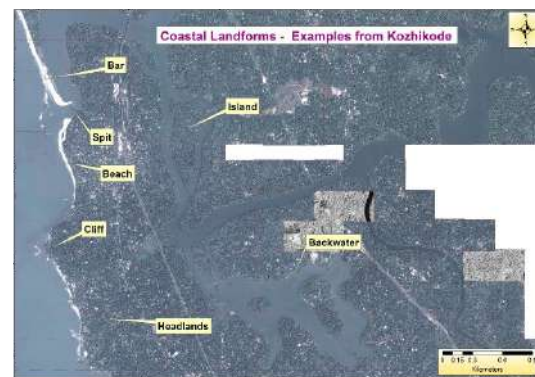 Coastal Landforms - Examples from Kozhikode
Bar
Island
Spit
Beach
Cliff
Backwater
Headlands
Kilometers